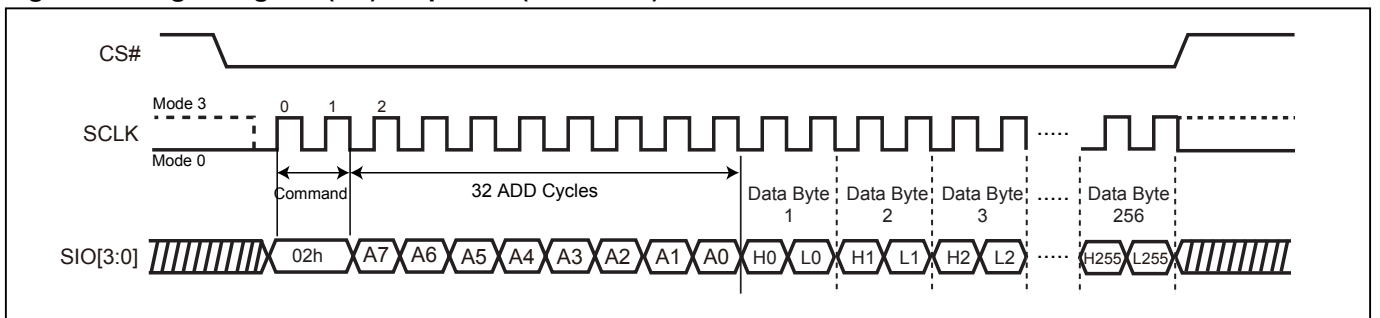 CS#
Mode 3
0 1 2
SCLK
.....
Mode 0
Command
32 ADD Cycles
Data Byte 1
Data Byte 2
Data Byte 3
.....
Data Byte 256
SIO[3:0]
02h
A7 A6 A5 A4 A3 A2 A1 A0 H0 L0 H1 L1 H2 L2 ..... H255 L255